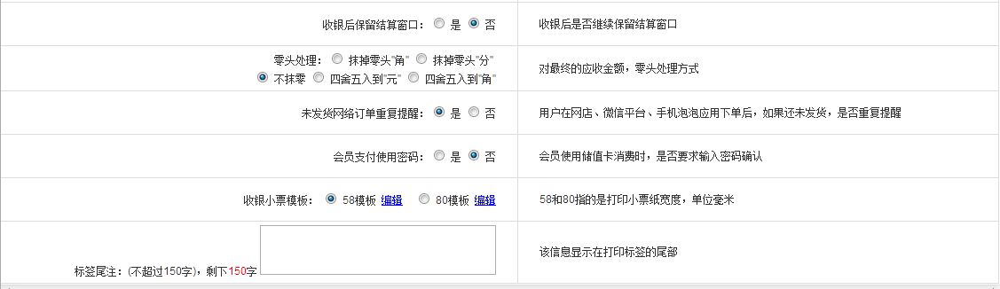 收银后保留结算窗口： 是 否
收银后是否继续保留结算窗口
零头处理： 抹掉零头"角" 抹掉零头"分"
不抹零 四舍五入到"元" 四舍五入到"角"
对最终的应收金额，零头处理方式
未发货网络订单重复提醒： 是 否
用户在网店、微信平台、手机泡泡应用下单后，如果还未发货，是否重复提醒
会员支付使用密码： 是 否
会员使用储值卡消费时，是否要求输入密码确认
收银小票模板： 58模板 编辑 80模板 编辑
58和80指的是打印小票纸宽度，单位毫米
标签尾注：(不超过150字)，剩下150字
该信息显示在打印标签的尾部